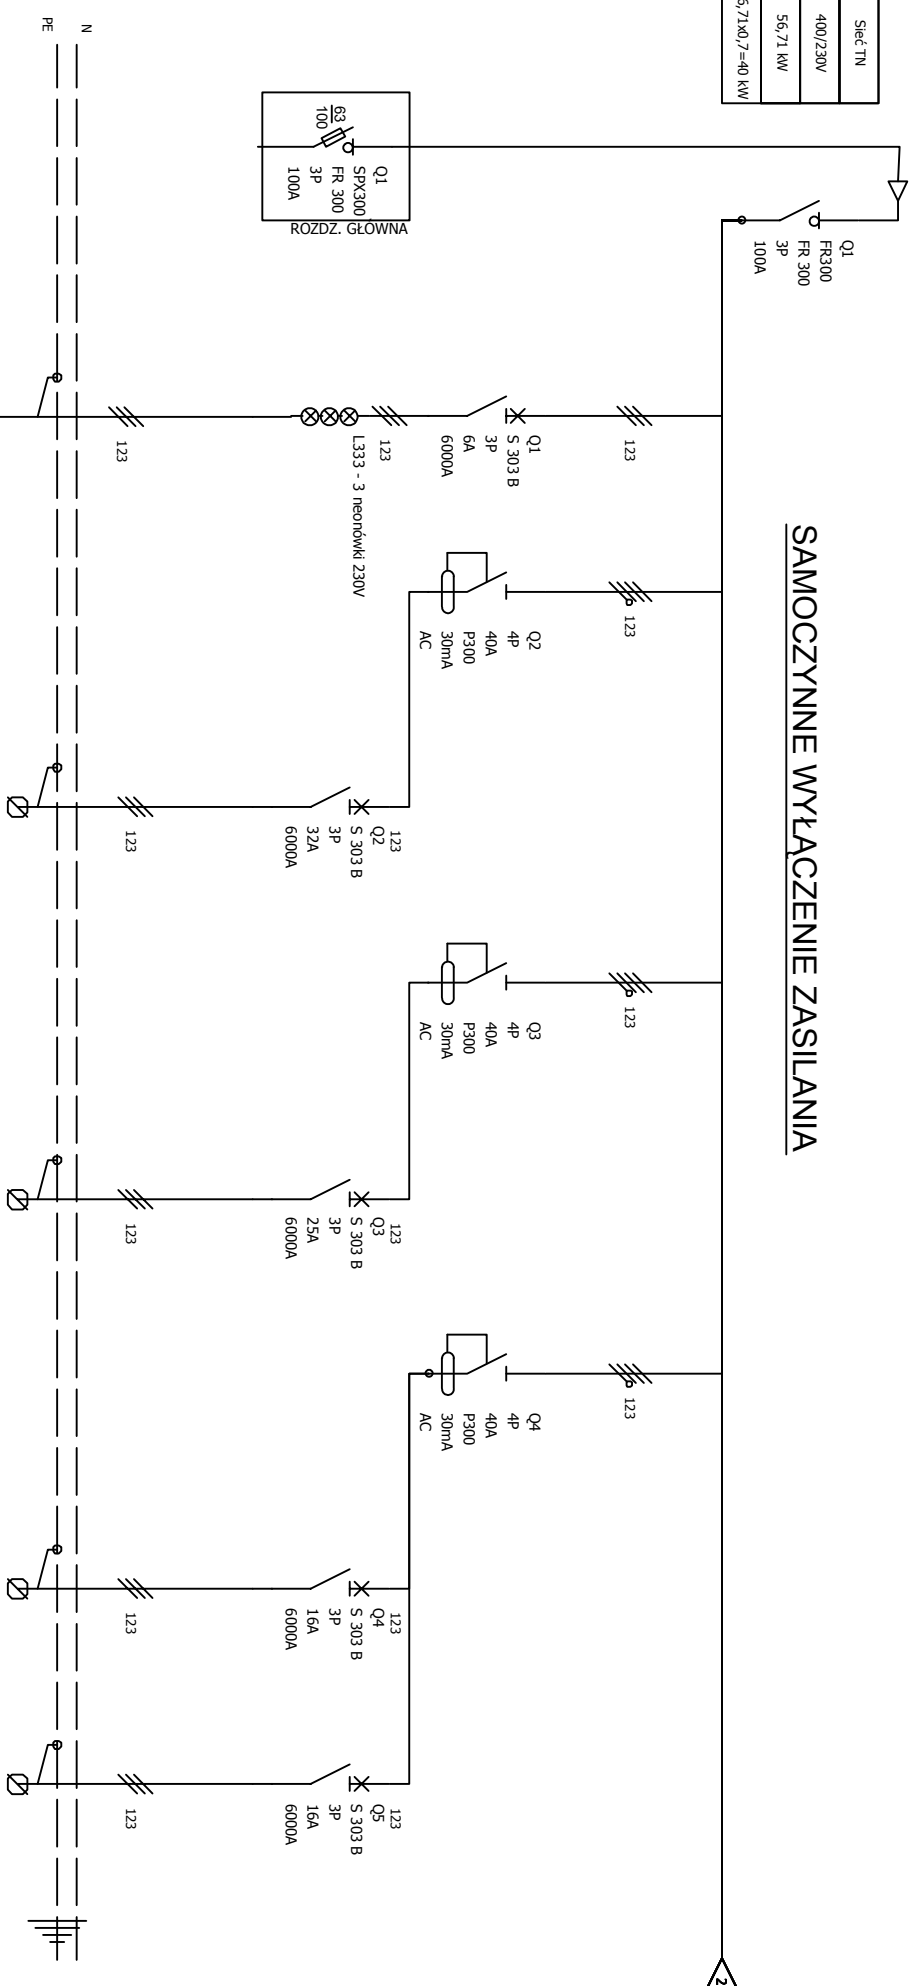 Sieć TN
400/230V
56,71 kW
6,71x0,7=40 kW
SAMOCZYNNE WYŁĄCZENIE ZASILANIA
Q1
FR300
FR 300
3P
100A
63
100
Q1
SPX300
FR 300
3P
100A
ROZDZ. GŁÓWNA
123
Q1
S 303 B
3P
6A
6000A
123
L333 - 3 neonówki 230V
123
123
Q2
4P
40A
P300
30mA
AC
123
Q2
S 303 B
3P
32A
6000A
123
123
Q3
4P
40A
P300
30mA
AC
123
Q3
S 303 B
3P
25A
6000A
123
123
Q4
4P
40A
P300
30mA
AC
123
Q4
S 303 B
3P
16A
6000A
123
123
Q5
S 303 B
3P
16A
6000A
123
N
PE
2